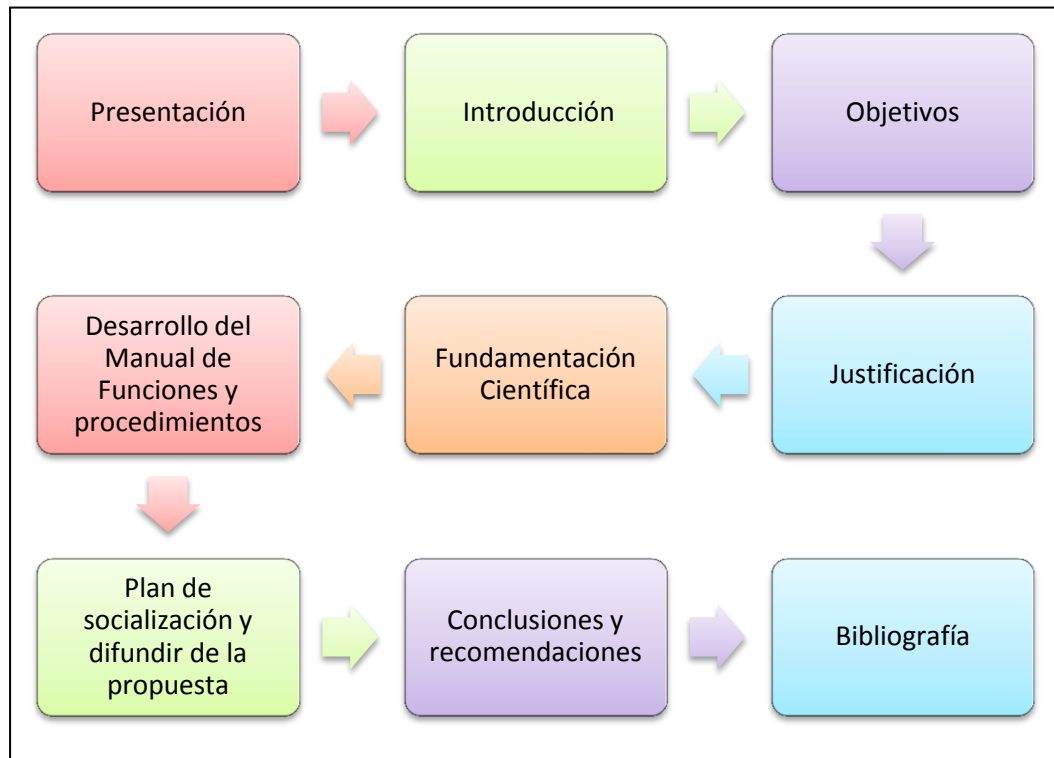 Presentación
Introducción
Objetivos
Justificación
Fundamentación
Científica
Desarrollo del
Manual de
Funciones y
procedimientos
Plan de
socialización y
difundir de la
propuesta
Conclusiones y
recomendaciones
Bibliografía